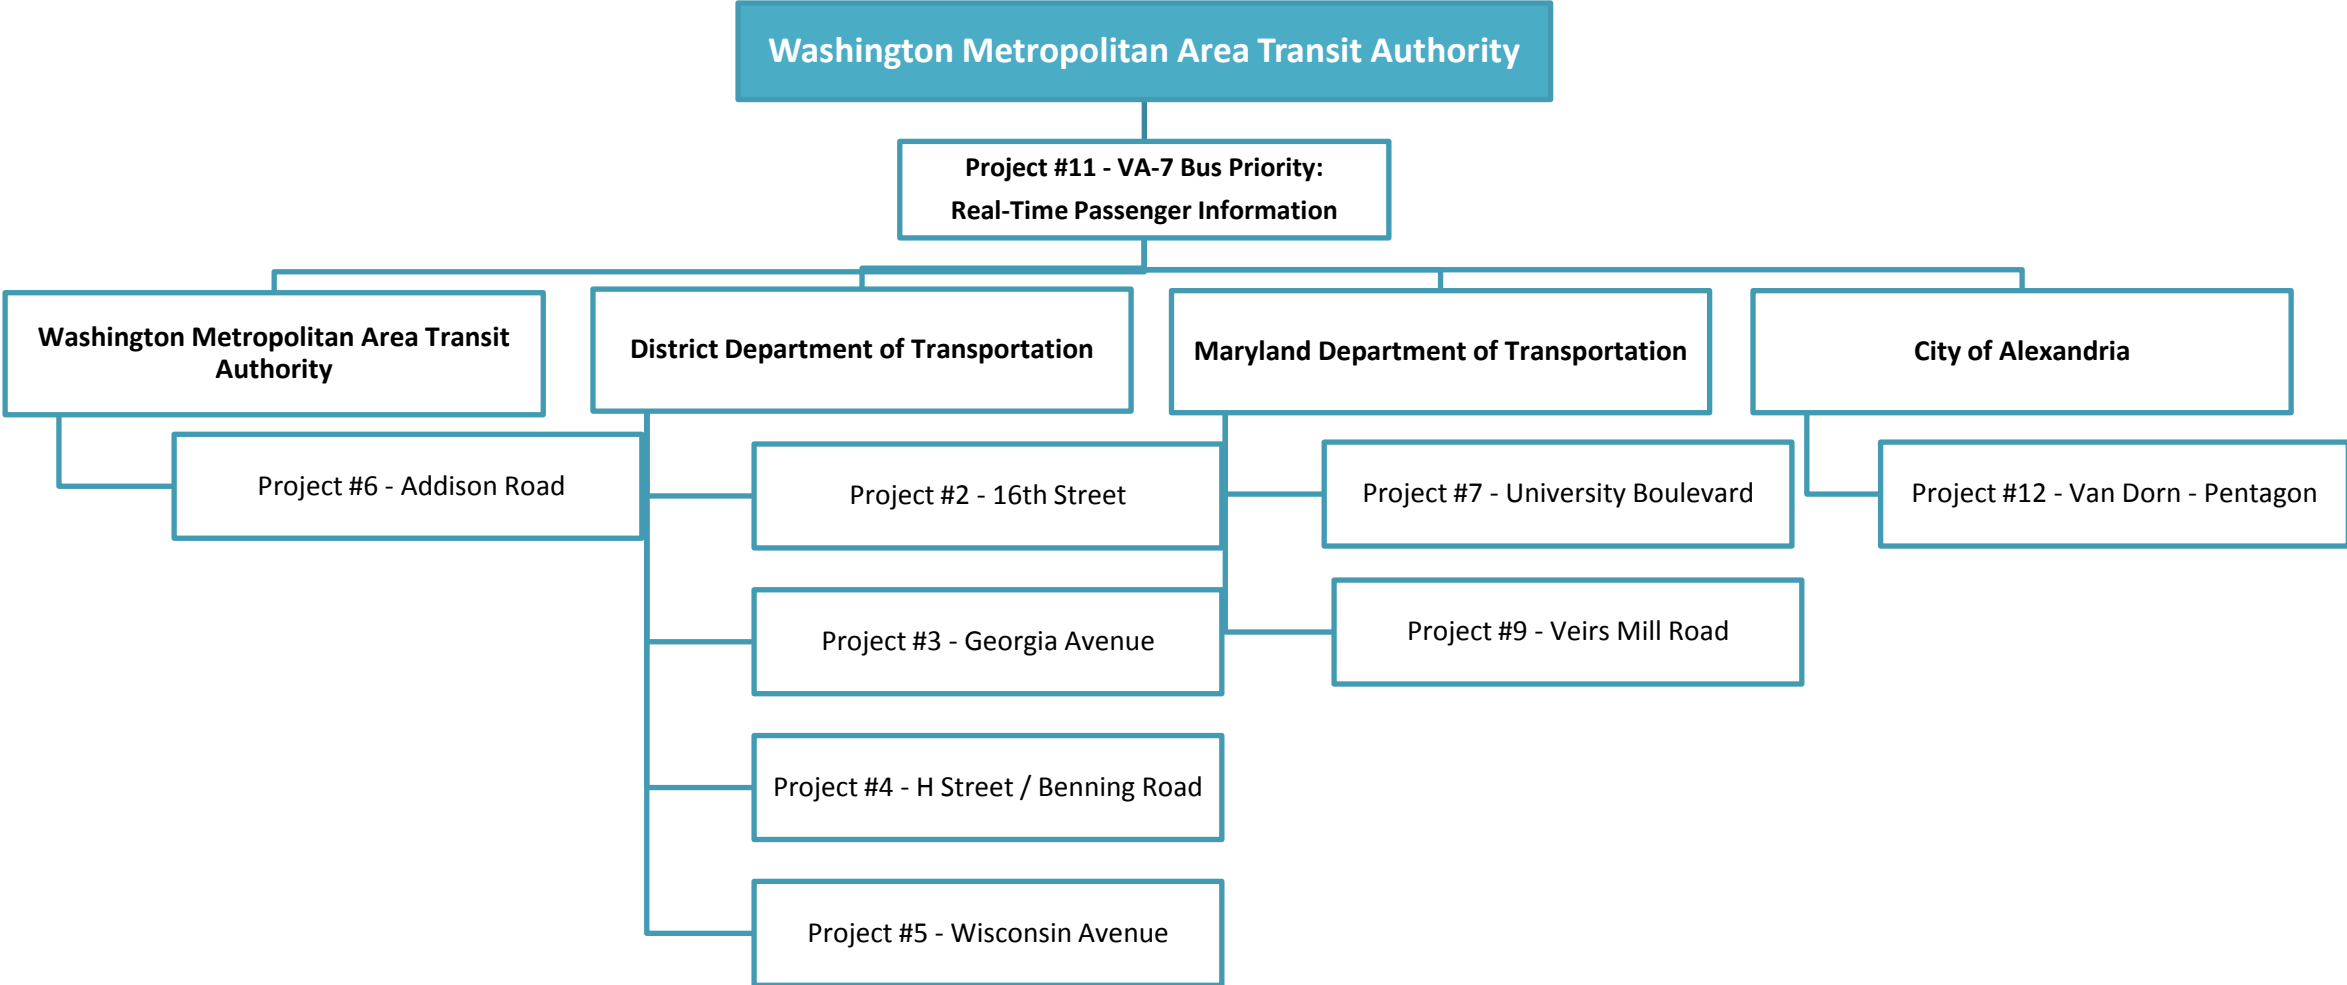 Washington Metropolitan Area Transit Authority
Project #11 - VA-7 Bus Priority:
Real-Time Passenger Information
Washington Metropolitan Area Transit
Authority
District Department of Transportation
Maryland Department of Transportation
City of Alexandria
Project #6 - Addison Road
Project #2 - 16th Street
Project #3 - Georgia Avenue
Project #4 - H Street / Benning Road
Project #5 - Wisconsin Avenue
Project #7 - University Boulevard
Project #9 - Veirs Mill Road
Project #12 - Van Dorn - Pentagon